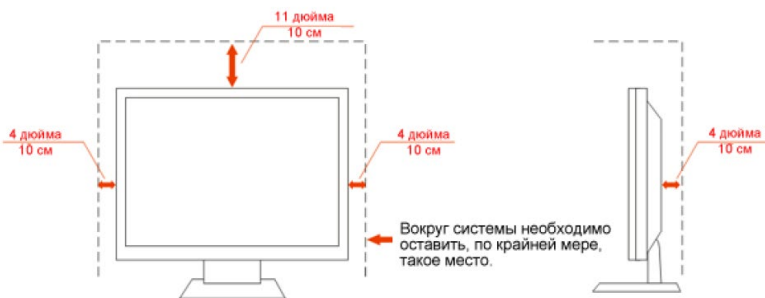 11 дюйма
10 см
4 дюйма
10 см
4 дюйма
10 см
4 дюйма
10 см
Вокруг системы необходимо
оставить, по крайней мере,
такое место.